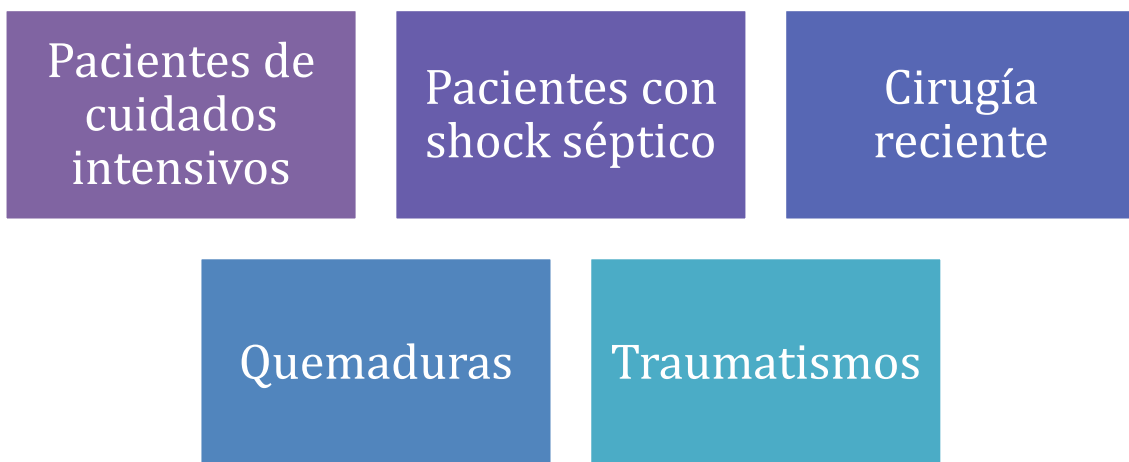 Pacientes de
cuidados
intensivos
Pacientes con
shock séptico
Cirugía
reciente
Quemaduras
Traumatismos